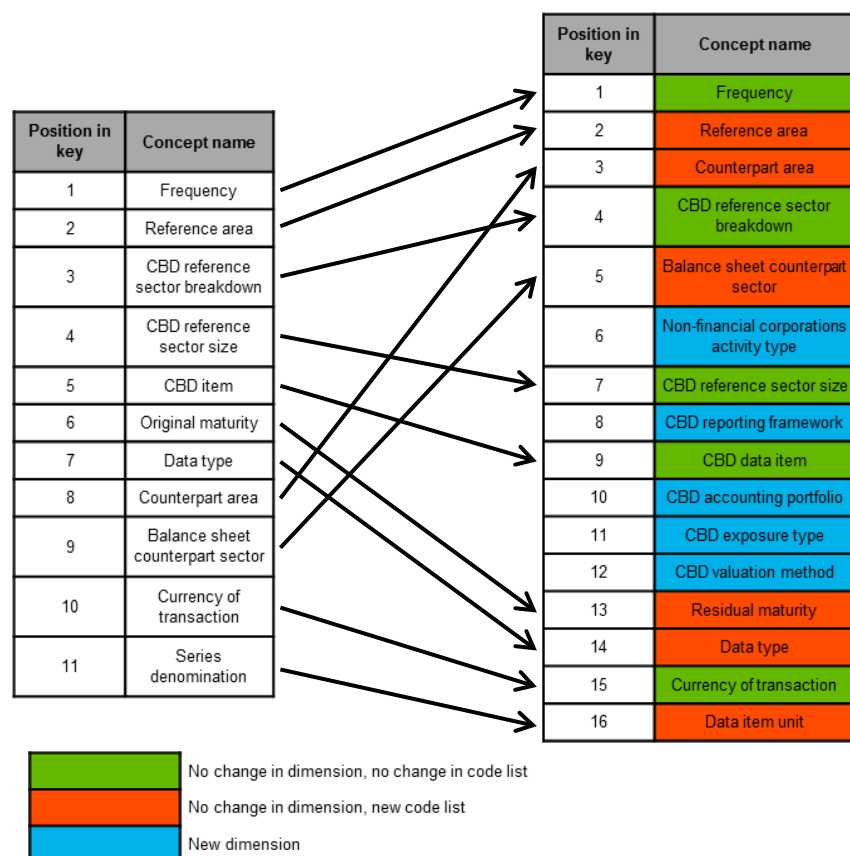 Position in
key
Concept name
1
Frequency
2
Reference area
3
CBD reference
sector breakdown
4
CBD reference
sector size
5
CBD item
6
Original maturity
7
Data type
8
Counterpart area
9
Balance sheet
counterpart sector
10
Currency of
transaction
11
Series
denomination
Position in
key
Concept name
1
Frequency
2
Reference area
3
Counterpart area
4
CBD reference sector
breakdown
5
Balance sheet counterpart
sector
6
Non-financial corporations
activity type
7
CBD reference sector size
8
CBD reporting framework
9
CBD data item
10
CBD accounting portfolio
11
CBD exposure type
12
CBD valuation method
13
Residual maturity
14
Data type
15
Currency of transaction
16
Data item unit
No change in dimension, no change in code list
No change in dimension, new code list
New dimension